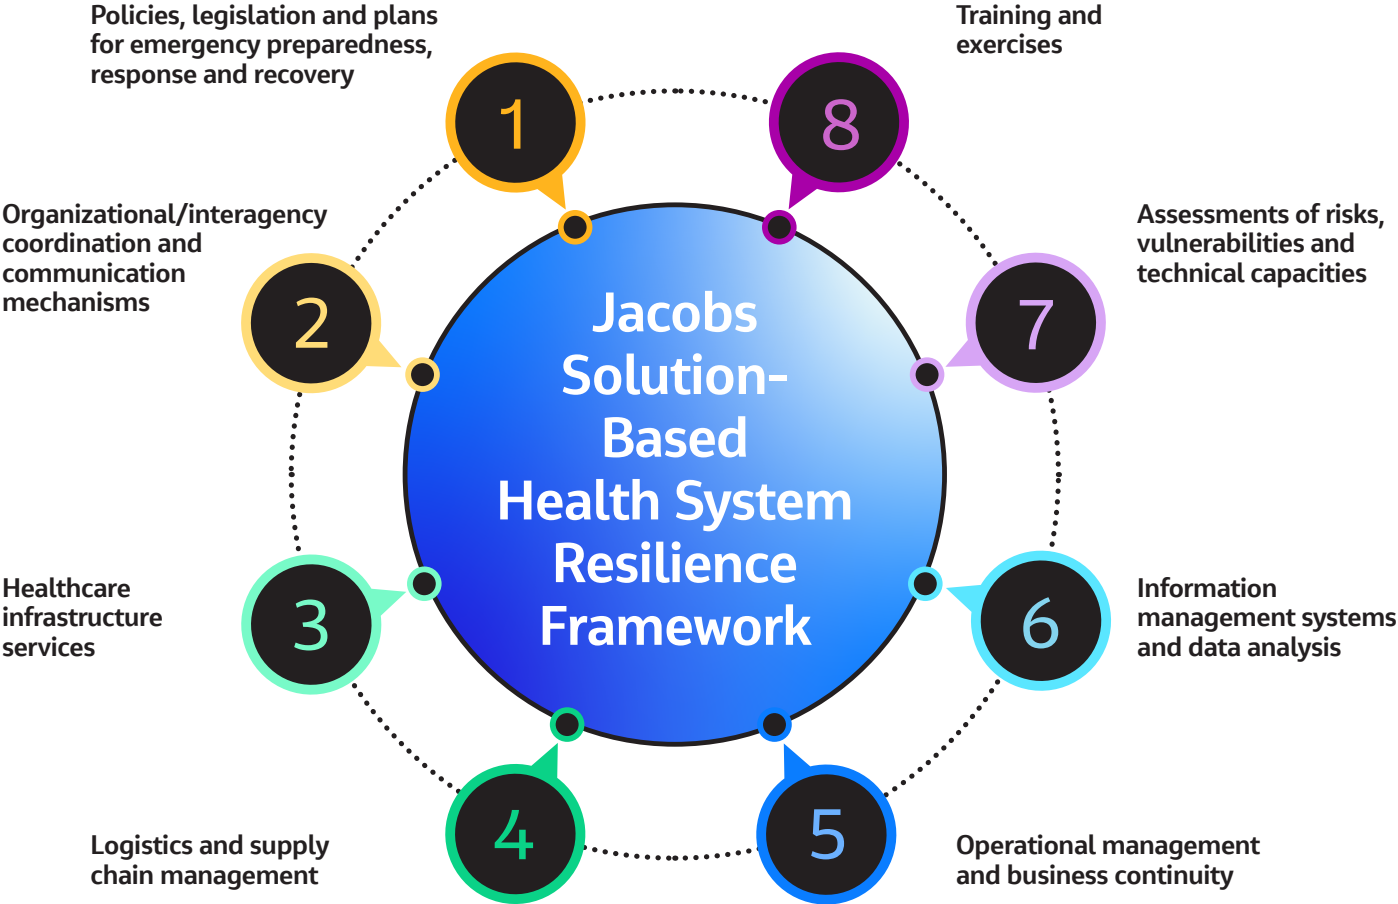 Policies, legislation and plans
for emergency preparedness,
response and recovery
1
Organizational/interagency
coordination and
communication
mechanisms
2
Healthcare
infrastructure
services
3
Logistics and supply
chain management
4
Jacobs
Solution-
Based
Health System
Resilience
Framework
5
Operational management
and business continuity
6
Information
management systems
and data analysis
7
Assessments of risks,
vulnerabilities and
technical capacities
8
Training and
exercises